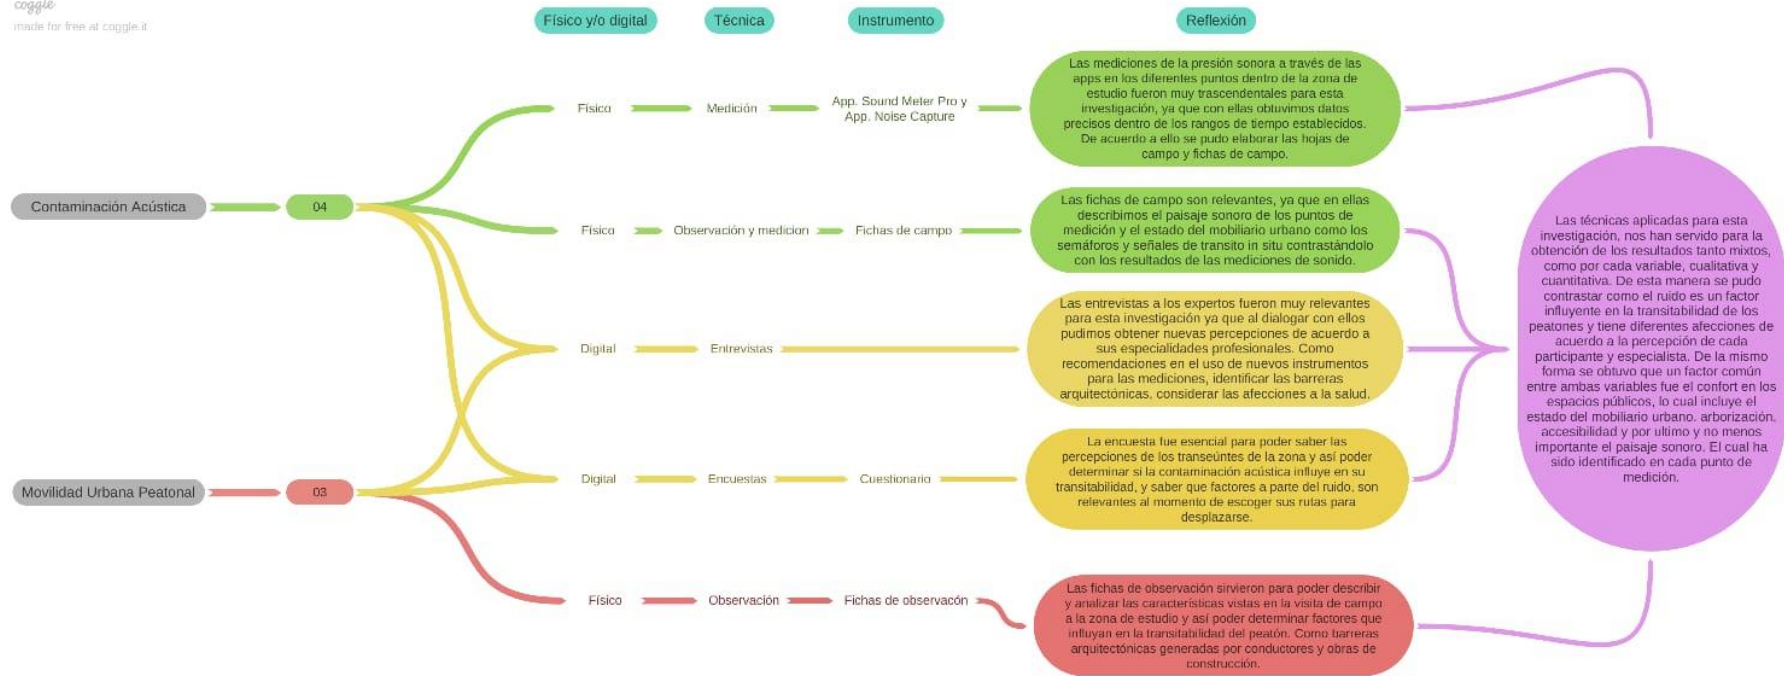 coggle
made for free at coggle.it
Físico y/o digital
Técnica
Instrumento
Reflexión
Contaminación Acústica
04
Físico
Medición
App. Sound Meter Pro y
App. Noise Capture
Las mediciones de la presión sonora a través de las
apps en los diferentes puntos dentro de la zona de
estudio fueron muy trascendentales para esta
investigación, ya que con ellas obtuvimos datos
precisos dentro de los rangos de tiempo establecidos.
De acuerdo a ello se pudo elaborar las hojas de
campo y fichas de campo.
Físico
Observación y medicion
Fichas de campo
Las fichas de campo son relevantes, ya que en ellas
describimos el paisaje sonoro de los puntos de
medición y el estado del mobiliario urbano como los
semáforos y señales de transito in situ contrastándolo
con los resultados de las mediciones de sonido.
Digital
Entrevistas
Las entrevistas a los expertos fueron muy relevantes
para esta investigación ya que al dialogar con ellos
pudimos obtener nuevas percepciones de acuerdo a
sus especialidades profesionales. Como
recomendaciones en el uso de nuevos instrumentos
para las mediciones, identificar las barreras
arquitectónicas, considerar las afecciones a la salud.
Movilidad Urbana Peatonal
03
Digital
Encuestas
Cuestionario
La encuesta fue esencial para poder saber las
percepciones de los transeúntes de la zona y así poder
determinar si la contaminación acústica influye en su
transitabilidad, y saber que factores a parte del ruido, son
relevantes al momento de escoger sus rutas para
desplazarse.
Físico
Observación
Fichas de observacón
Las fichas de observación sirvieron para poder describir
y analizar las características vistas en la visita de campo
a la zona de estudio y así poder determinar factores que
influyan en la transitabilidad del peatón. Como barreras
arquitectónicas generadas por conductores y obras de
construcción.
Las técnicas aplicadas para esta
investigación, nos han servido para la
obtención de los resultados tanto mixtos,
como por cada variable, cualitativa y
cuantitativa. De esta manera se pudo
contrastar como el ruido es un factor
influyente en la transitabilidad de los
peatones y tiene diferentes afecciones de
acuerdo a la percepción de cada
participante y especialista. De la mismo
forma se obtuvo que un factor común
entre ambas variables fue el confort en los
espacios públicos, lo cual incluye el
estado del mobiliario urbano, arborización,
accesibilidad y por ultimo y no menos
importante el paisaje sonoro. El cual ha
sido identificado en cada punto de
medición.